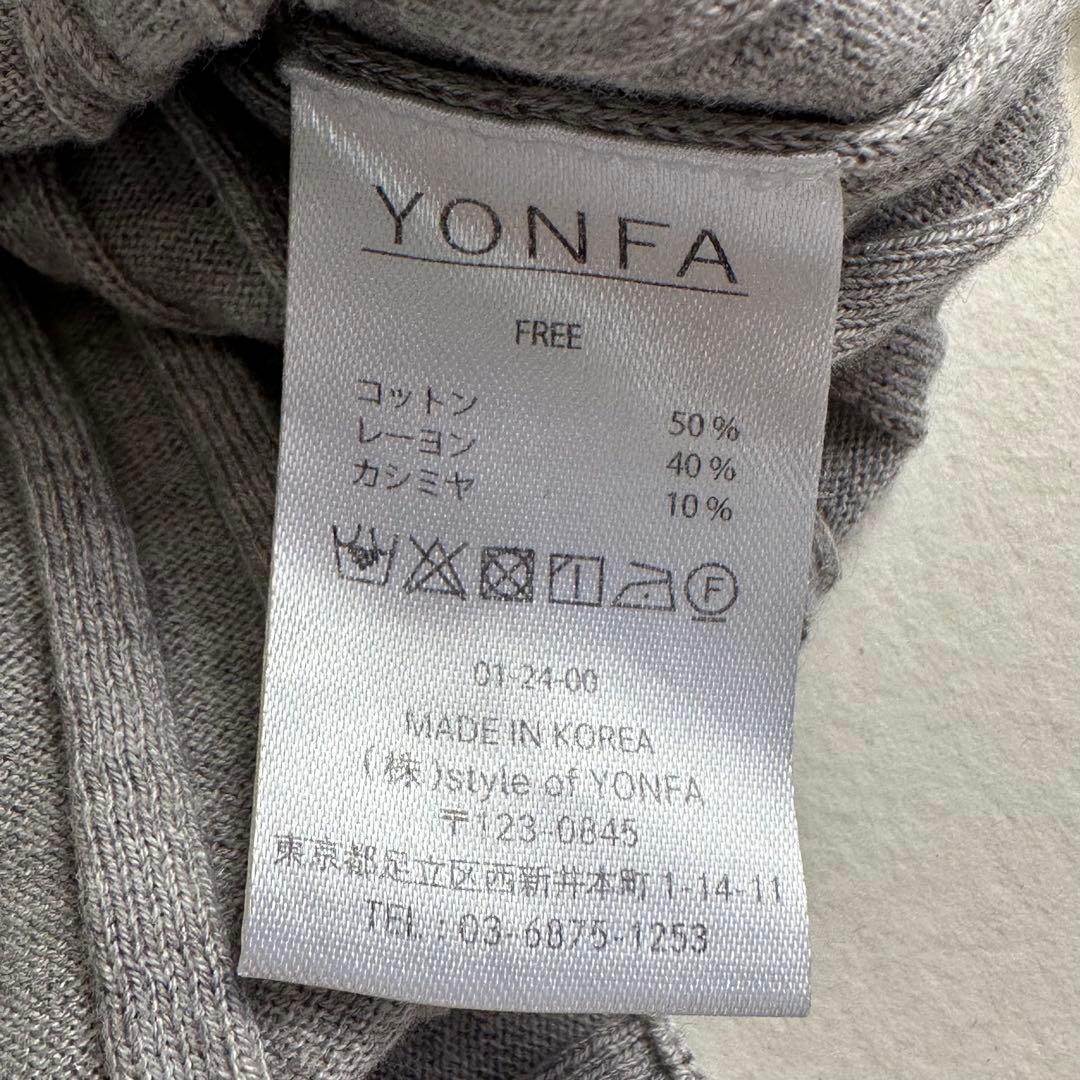 YONFA
FREE
コットン 50%
レーヨン 40%
カシミヤ 10%
F
01-24-00
MADE IN KOREA
(株)style of YONFA
〒123-0845
東京都足立区西新井本町1-14-11
TEL:03-6875-1253